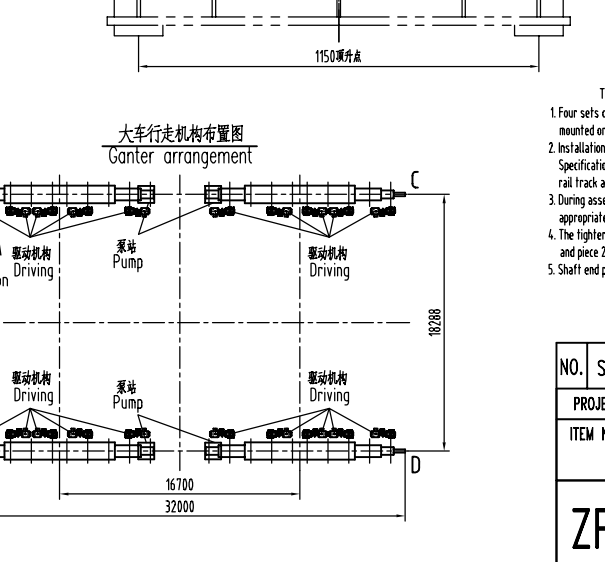 1150顶升点
大车行走机构布置图
Ganter arrangement
C
驱动机构
Driving
泵站
Pump
驱动机构
Driving
on
18288
驱动机构
Driving
泵站
Pump
驱动机构
Driving
D
16700
32000
T
1. Four sets o
mounted or
2. Installation
Specificatio
rail track a
3. During asse
appropriate
4. The tighter
and piece 2
5. Shaft end p
NO. S
PROJE
ITEM N
ZP